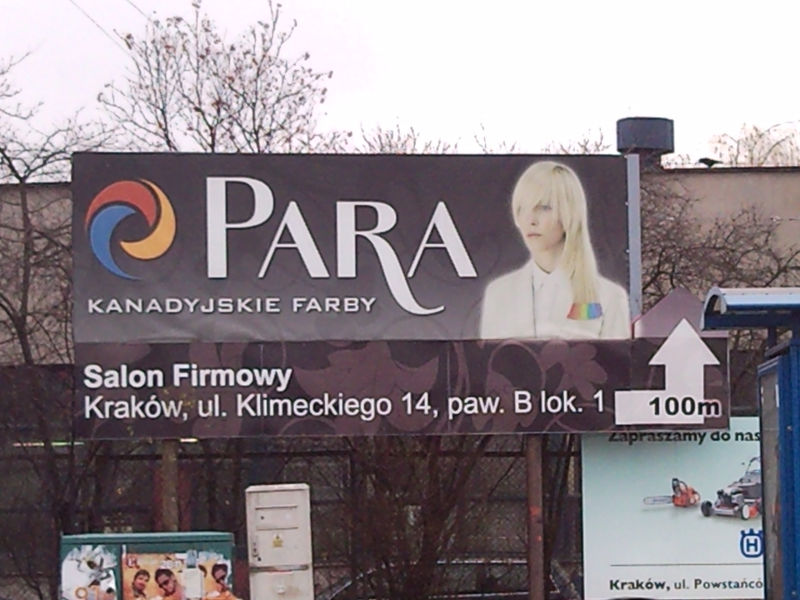 PARA
KANADYJSKIE FARBY
Salon Firmowy
Kraków, ul. Klimeckiego 14, paw. B lok. 1
100m
Zapraszamy do nas
H
Kraków, ul. Powstańcó